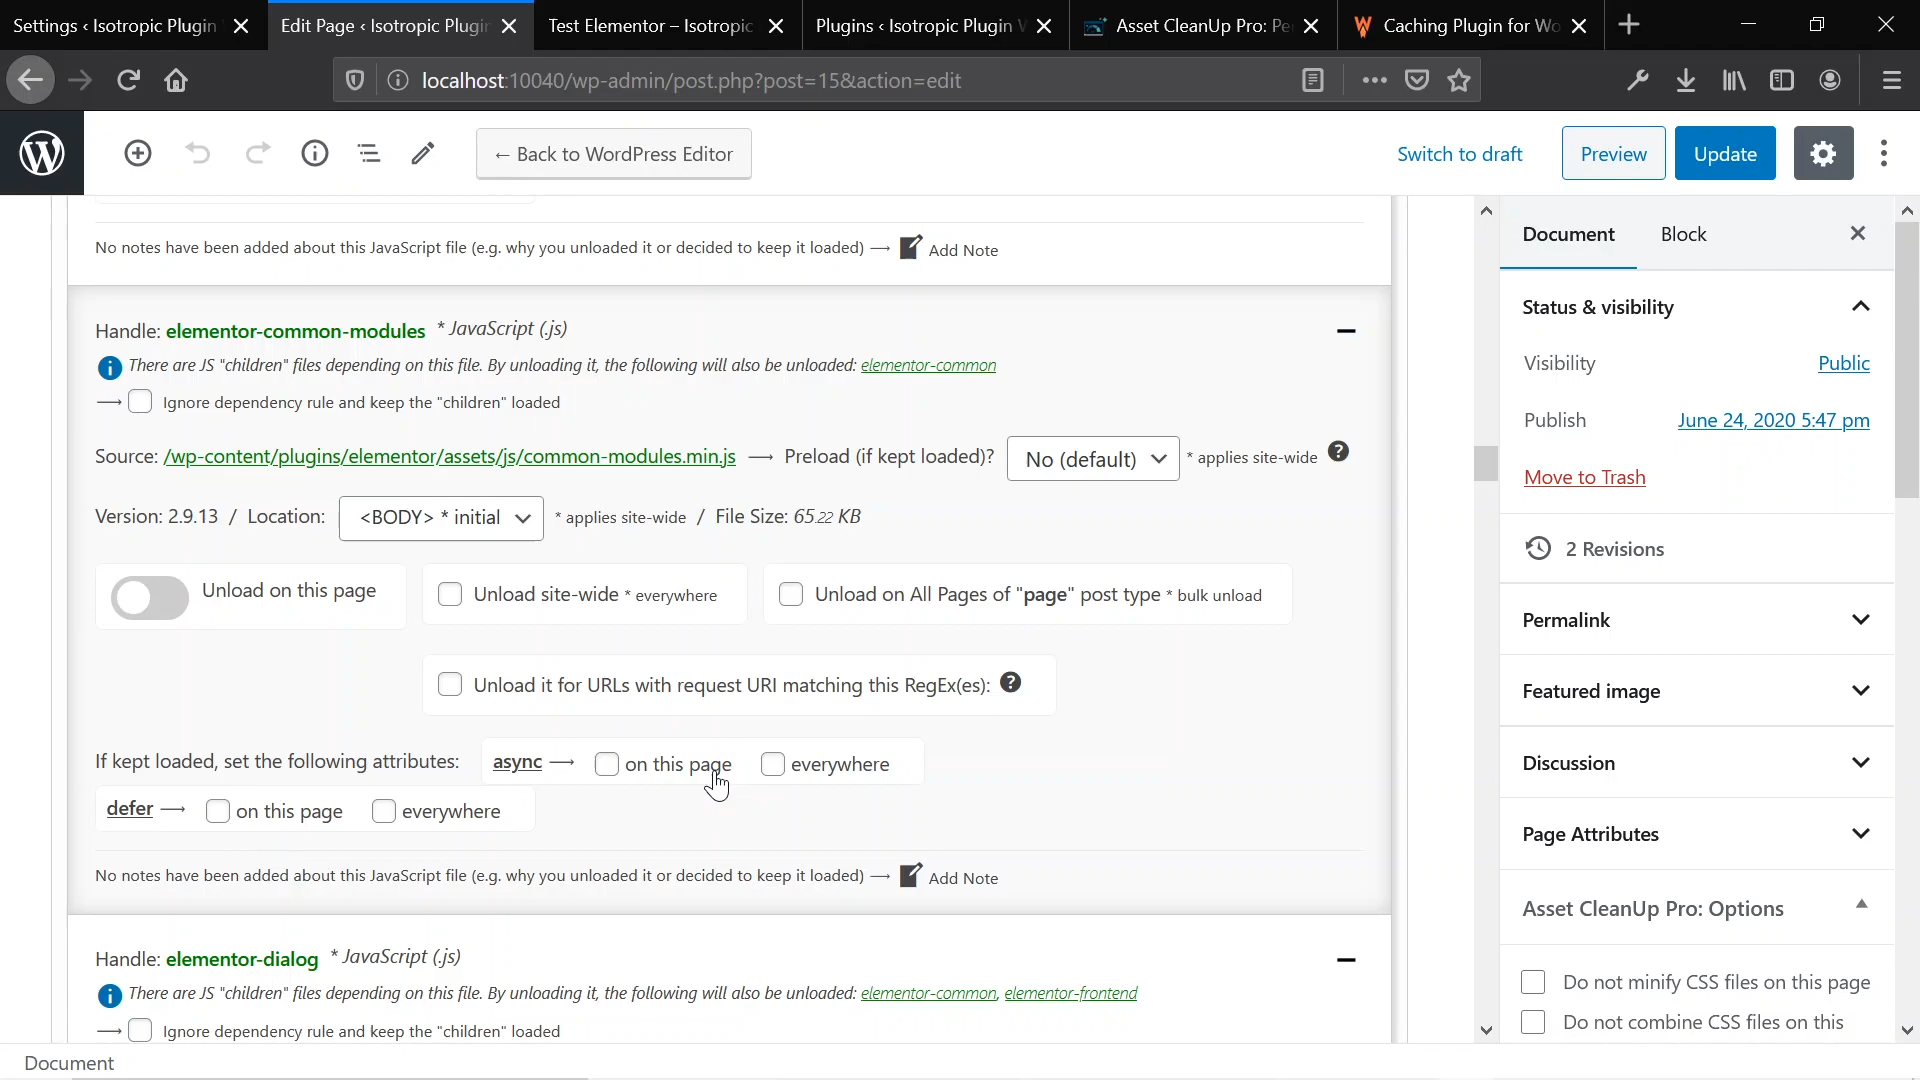 Settings ‹ Isotropic Plugin
Edit Page ‹ Isotropic Plugin
Test Elementor – Isotropic
Plugins ‹ Isotropic Plugin
Asset CleanUp Pro: Pe
Caching Plugin for Wo
localhost:10040/wp-admin/post.php?post=15&action=edit
← Back to WordPress Editor
Switch to draft
Preview
Update
No notes have been added about this JavaScript file (e.g. why you unloaded it or decided to keep it loaded) → Add Note
Handle: elementor-common-modules * JavaScript (.js)
There are JS "children" files depending on this file. By unloading it, the following will also be unloaded: elementor-common
→ Ignore dependency rule and keep the "children" loaded
Source: /wp-content/plugins/elementor/assets/js/common-modules.min.js → Preload (if kept loaded)? No (default) * applies site-wide
Version: 2.9.13 / Location: <BODY> * initial * applies site-wide / File Size: 65.22 KB
Unload on this page
Unload site-wide * everywhere
Unload on All Pages of "page" post type * bulk unload
Unload it for URLs with request URI matching this RegEx(es):
If kept loaded, set the following attributes: async → on this page everywhere
defer → on this page everywhere
No notes have been added about this JavaScript file (e.g. why you unloaded it or decided to keep it loaded) → Add Note
Handle: elementor-dialog * JavaScript (.js)
There are JS "children" files depending on this file. By unloading it, the following will also be unloaded: elementor-common, elementor-frontend
→ Ignore dependency rule and keep the "children" loaded
Document
Block
Status & visibility
Visibility Public
Publish June 24, 2020 5:47 pm
Move to Trash
2 Revisions
Permalink
Featured image
Discussion
Page Attributes
Asset CleanUp Pro: Options
Do not minify CSS files on this page
Do not combine CSS files on this
Document